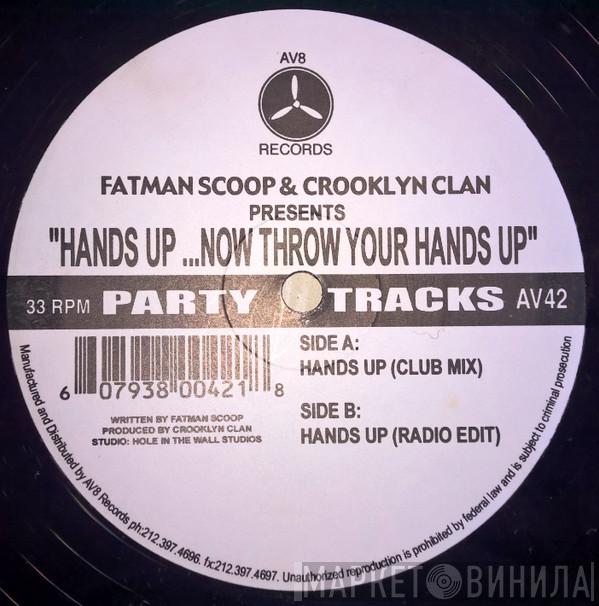 AV8
RECORDS
FATMAN SCOOP & CROOKLYN CLAN
PRESENTS
"HANDS UP ...NOW THROW YOUR HANDS UP"
33 RPM PARTY TRACKS AV42
6 07938 00421 8
WRITTEN BY FATMAN SCOOP
PRODUCED BY CROOKLYN CLAN
STUDIO: HOLE IN THE WALL STUDIOS
SIDE A:
HANDS UP (CLUB MIX)
SIDE B:
HANDS UP (RADIO EDIT)
Manufactured and Distributed by AV8 Records ph:212.397.4696. fx:212.397.4697. Unauthorized reproduction is prohibited by federal law and is subject to criminal prosecution
МАРКЕТ ВИНИЛА